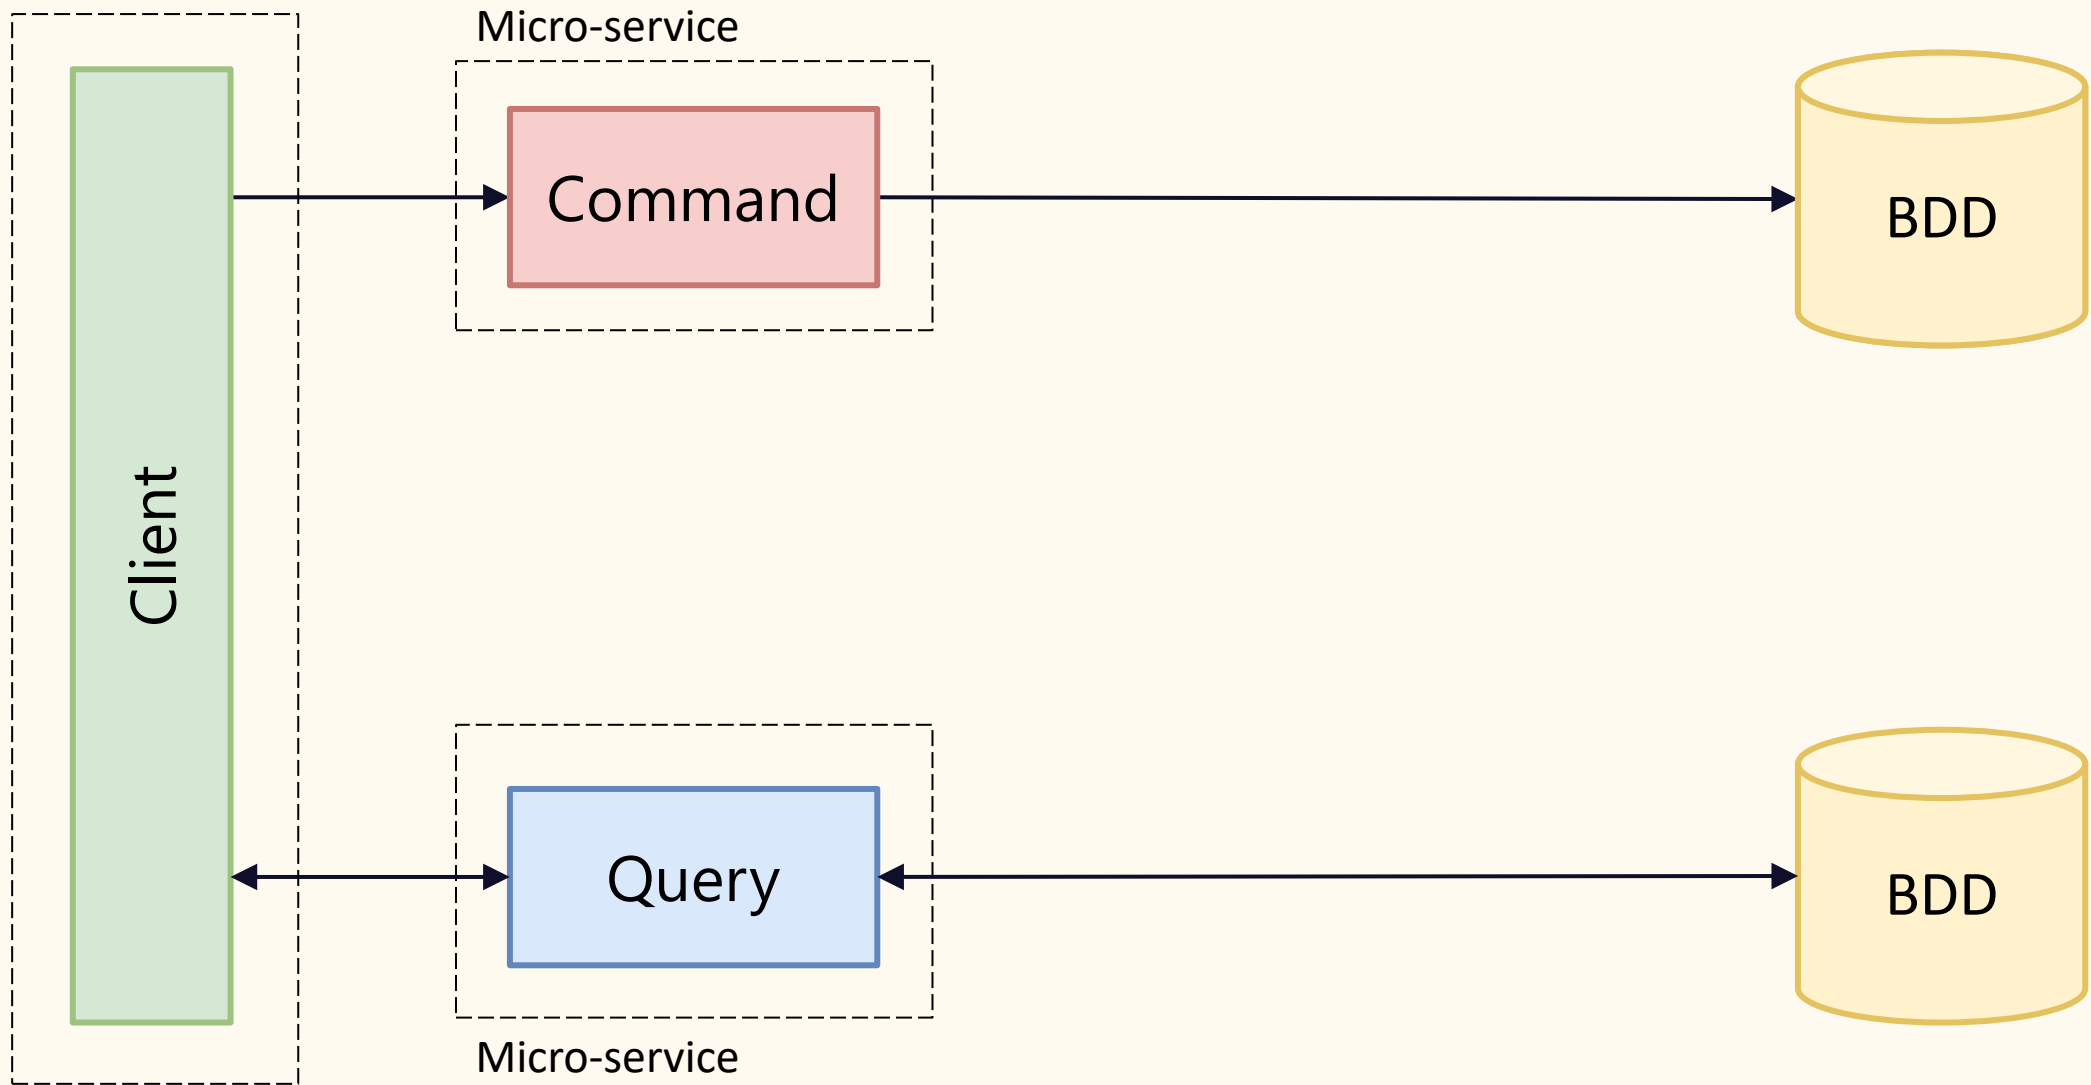 Micro-service
Command
BDD
Client
Query
BDD
Micro-service